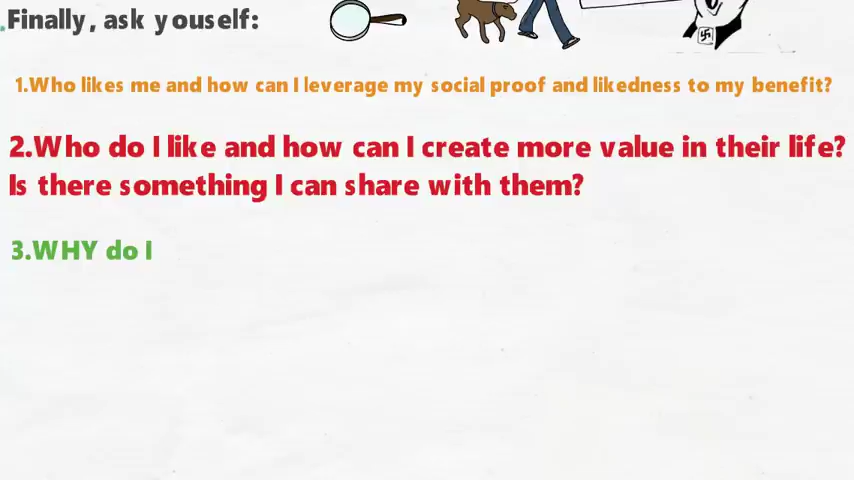 .Finally, ask youself:
1.Who likes me and how can I leverage my social proof and likedness to my benefit?
2.Who do I like and how can I create more value in their life?
Is there something I can share with them?
3.WHY do I